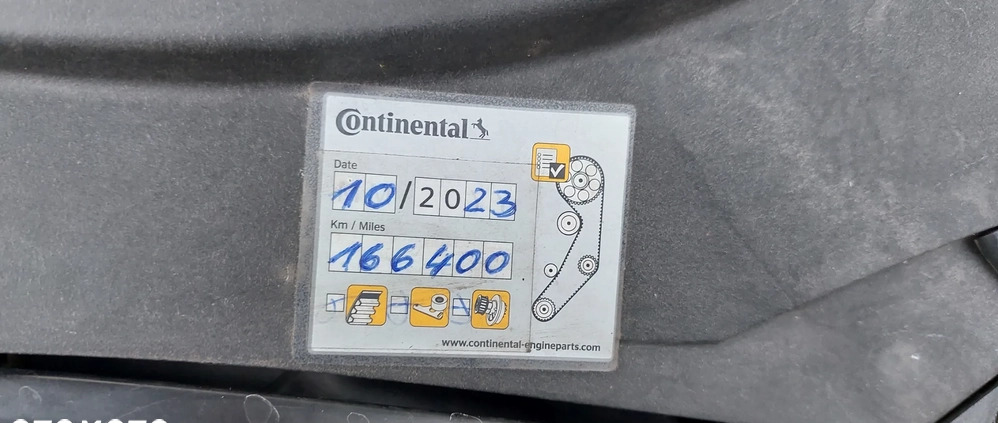 Continental
Date
10/2023
Km / Miles
166400
www.continental-engineparts.com